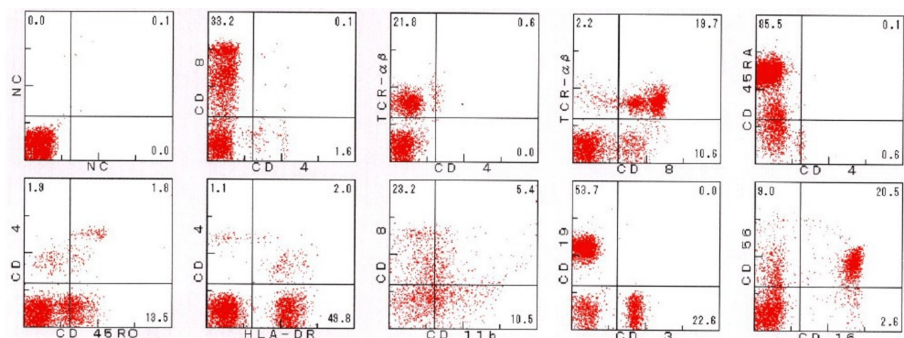 0.0 0.1
NC
0.0
NC
33.2 0.1
CD 8
1.6
CD 4
21.8 0.6
TCR-αβ
0.0
CD 4
2.2 19.7
TCR-αβ
10.6
CD 8
85.5 0.1
CD 45RA
0.6
CD 4
1.9 1.8
CD 4
13.5
CD 45RO
1.1 2.0
CD 4
49.8
HLA-DR
23.2 5.4
CD 8
10.5
CD 11b
53.7 0.0
CD 19
22.6
CD 3
9.0 20.5
CD 56
2.6
CD 16